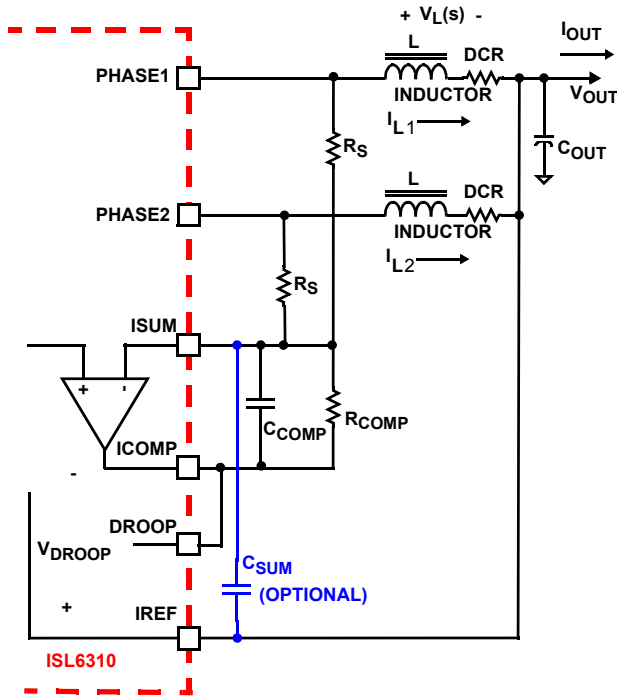 + VL(s) -
IOUT
L
DCR
PHASE1
INDUCTOR
VOUT
IL1
COUT
RS
L
DCR
PHASE2
INDUCTOR
IL2
RS
ISUM
+ -
CCOMP
RCOMP
ICOMP
-
DROOP
VDROOP
CSUM
(OPTIONAL)
+
IREF
ISL6310